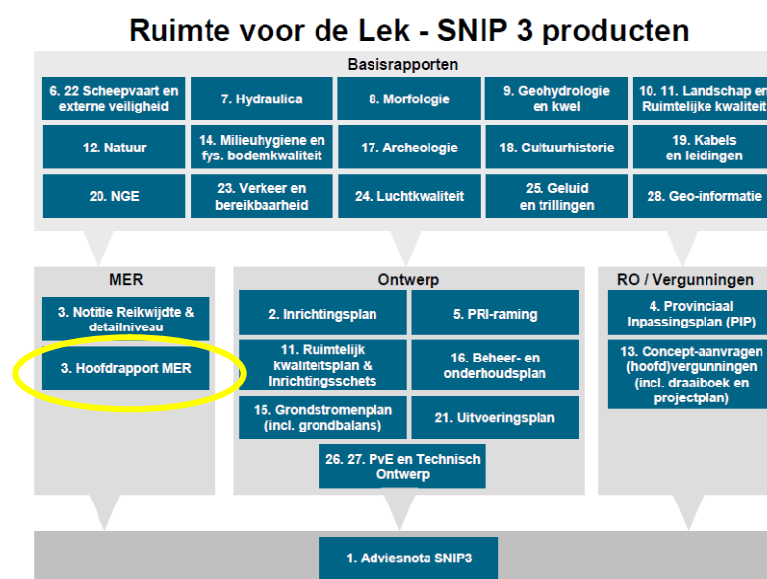 Ruimte voor de Lek - SNIP 3 producten
Basisrapporten
6. 22 Scheepvaart en
externe veiligheid
7. Hydraulica
8. Morfologie
9. Geohydrologie
en kwel
10. 11. Landschap en
Ruimtelijke kwaliteit
12. Natuur
14. Milieuhygiene en
fys. bodemkwaliteit
17. Archeologie
18. Cultuurhistorie
19. Kabels
en leidingen
20. NGE
23. Verkeer en
bereikbaarheid
24. Luchtkwaliteit
25. Geluid
en trillingen
28. Geo-informatie
MER
3. Notitie Reikwijdte &
detailniveau
3. Hoofdrapport MER
Ontwerp
2. Inrichtingsplan
5. PRI-raming
11. Ruimtelijk
kwaliteitsplan &
Inrichtingsschets
16. Beheer- en
onderhoudsplan
15. Grondstromenplan
(incl. grondbalans)
21. Uitvoeringsplan
26. 27. PvE en Technisch
Ontwerp
RO / Vergunningen
4. Provinciaal
Inpassingsplan (PIP)
13. Concept-aanvragen
(hoofd)vergunningen
(incl. draaiboek en
projectplan)
1. Adviesnota SNIP3